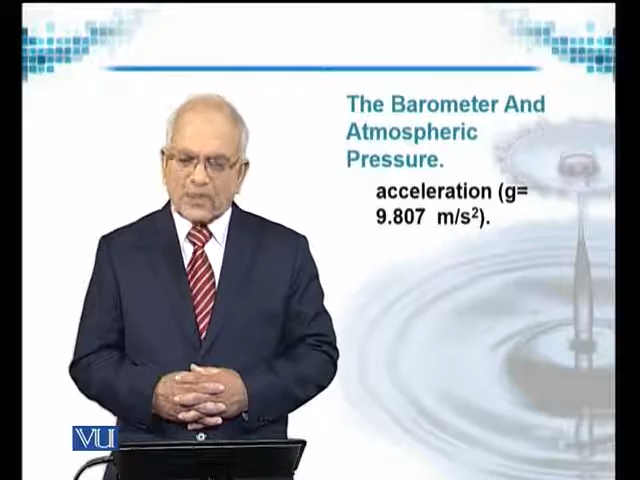 The Barometer And
Atmospheric
Pressure.
acceleration (g=
9.807 m/s²).
VU